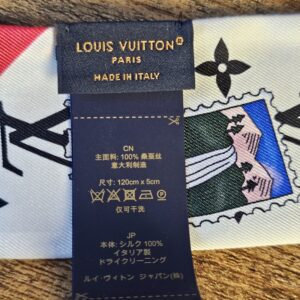 LOUIS VUITTON®
PARIS
MADE IN ITALY
CN
主面料: 100% 桑蚕丝
意大利制造
尺寸: 120cm x 5cm
仅可干洗
JP
本体: シルク 100%
イタリア製
ドライクリーニング
ルイ・ヴィトン ジャパン(株)